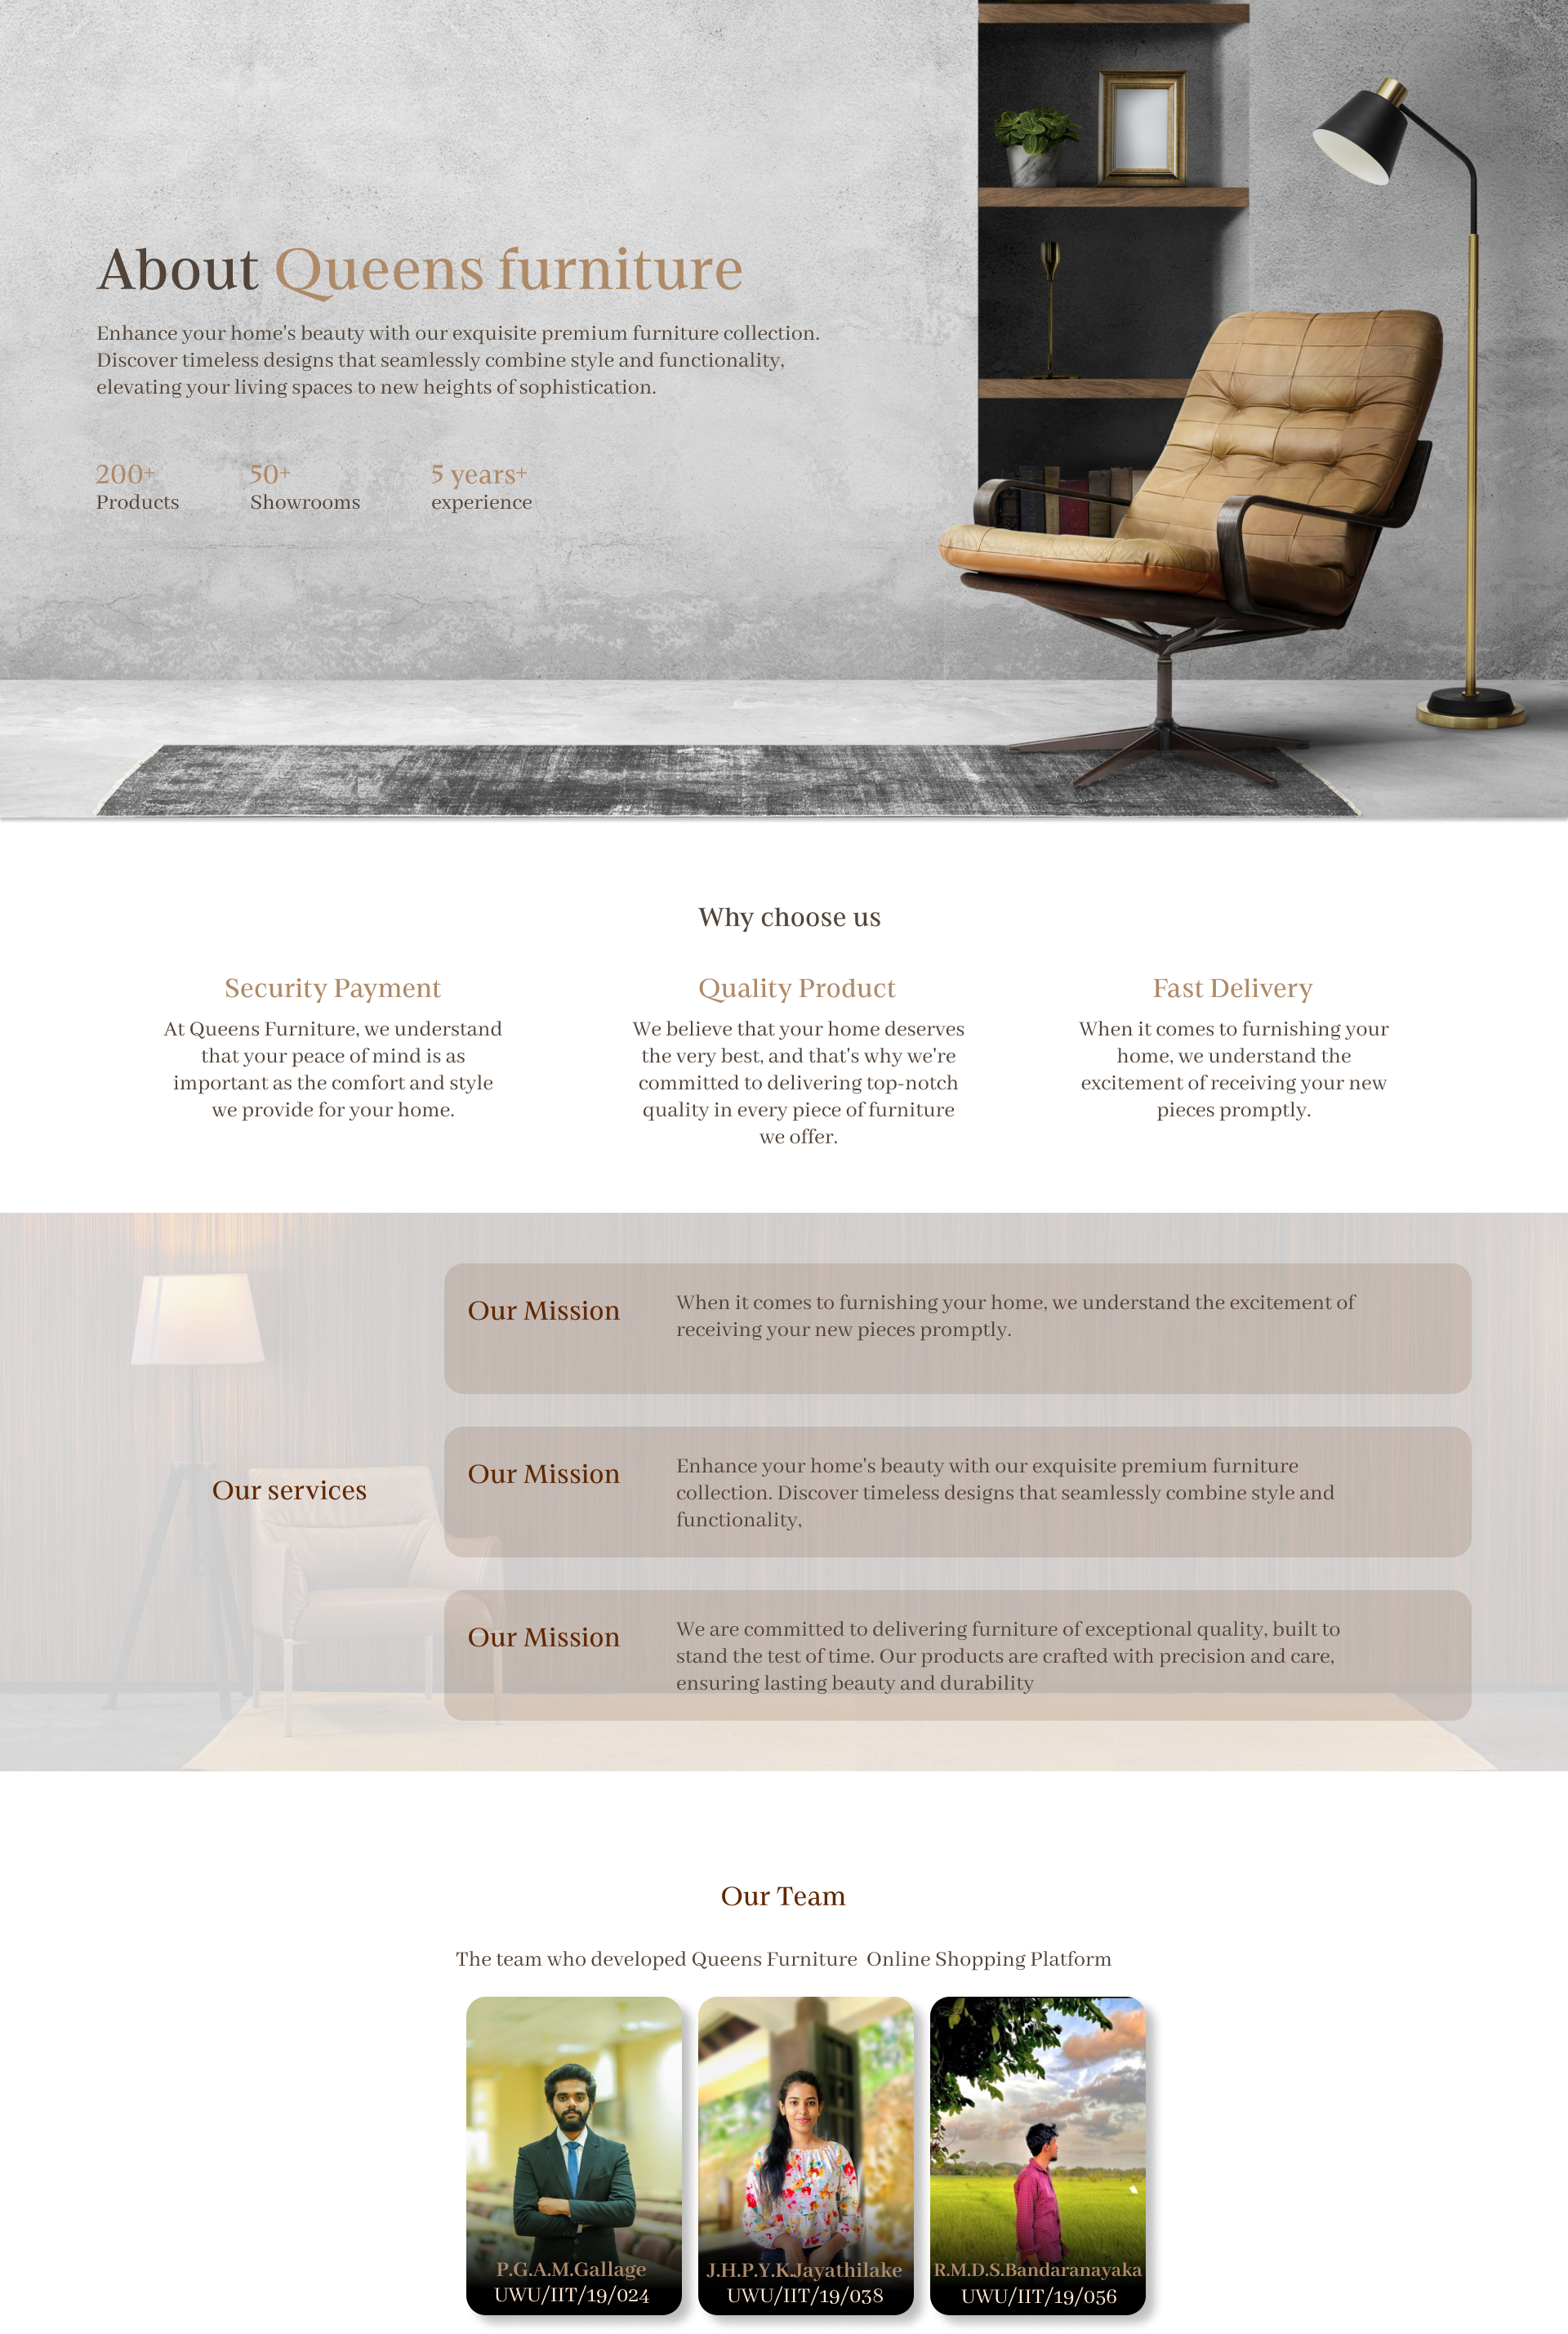 About Queens furniture
Enhance your home's beauty with our exquisite premium furniture collection.
Discover timeless designs that seamlessly combine style and functionality,
elevating your living spaces to new heights of sophistication.
200+
Products
50+
Showrooms
5 years+
experience
Why choose us
Security Payment
At Queens Furniture, we understand
that your peace of mind is as
important as the comfort and style
we provide for your home.
Quality Product
We believe that your home deserves
the very best, and that's why we're
committed to delivering top-notch
quality in every piece of furniture
we offer.
Fast Delivery
When it comes to furnishing your
home, we understand the
excitement of receiving your new
pieces promptly.
Our services
Our Mission
When it comes to furnishing your home, we understand the excitement of
receiving your new pieces promptly.
Our Mission
Enhance your home's beauty with our exquisite premium furniture
collection. Discover timeless designs that seamlessly combine style and
functionality,
Our Mission
We are committed to delivering furniture of exceptional quality, built to
stand the test of time. Our products are crafted with precision and care,
ensuring lasting beauty and durability
Our Team
The team who developed Queens Furniture  Online Shopping Platform
P.G.A.M.Gallage
UWU/IIT/19/024
J.H.P.Y.K.Jayathilake
UWU/IIT/19/038
R.M.D.S.Bandaranayaka
UWU/IIT/19/056